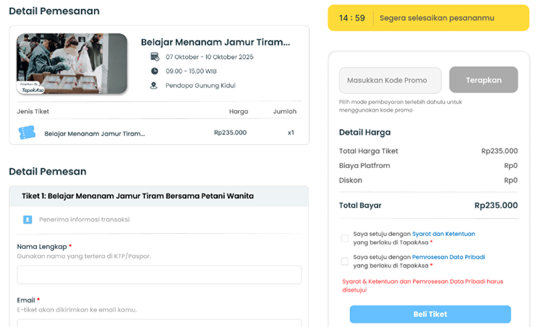 Detail Pemesanan
Belajar Menanam Jamur Tiram...
07 Oktober - 10 Oktober 2025
09.00 - 15.00 WIB
Pendopo Gunung Kidul
TapakAsa
Jenis Tiket Harga Jumlah
Belajar Menanam Jamur Tiram... Rp235.000 x1
Detail Pemesan
Tiket 1: Belajar Menanam Jamur Tiram Bersama Petani Wanita
Penerima informasi transaksi
Nama Lengkap *
Gunakan nama yang tertera di KTP/Paspor.
Email *
E-tiket akan dikirimkan ke email kamu.
14 : 59 Segera selesaikan pesananmu
Masukkan Kode Promo Terapkan
Pilih mode pembayaran terlebih dahulu untuk
menggunakan kode promo
Detail Harga
Total Harga Tiket Rp235.000
Biaya Platfrom Rp0
Diskon Rp0
Total Bayar Rp235.000
Saya setuju dengan Syarat dan Ketentuan
yang berlaku di TapakAsa *
Saya setuju dengan Pemrosesan Data Pribadi
yang berlaku di TapakAsa *
Syarat & Ketentuan dan Pemrosesan Data Pribadi harus
disetujui
Beli Tiket